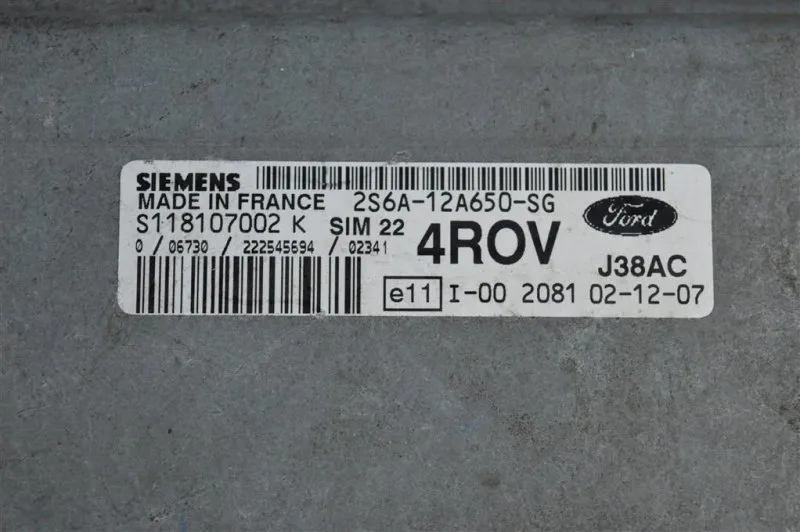 SIEMENS
MADE IN FRANCE 2S6A-12A650-SG
S118107002 K SIM 22 4ROV Ford
0 / 06730 / 222545694 / 02341
J38AC
e11 I-00 2081 02-12-07